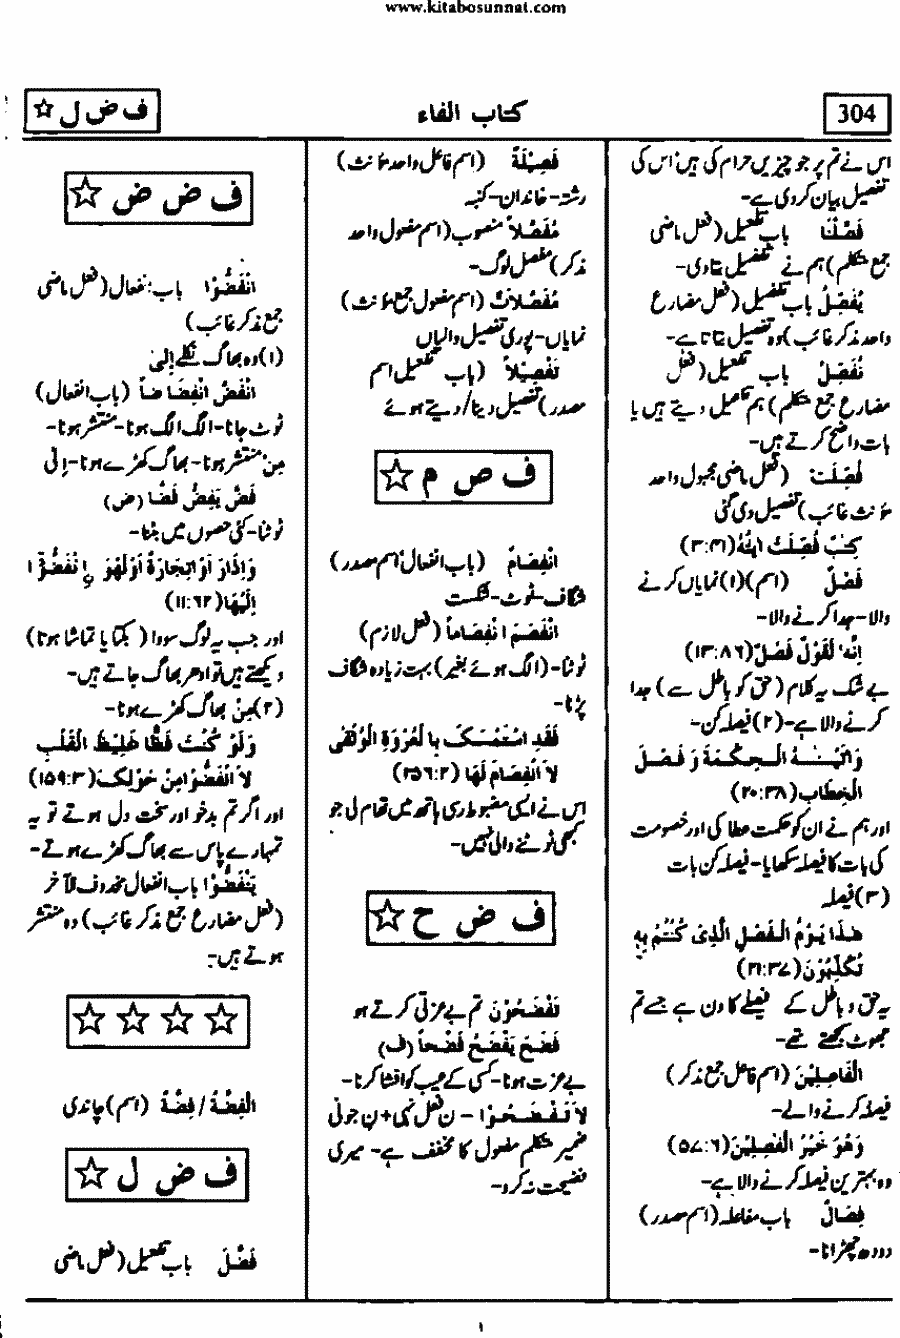 www.kitabosunnat.com
304
کتاب الفاء
ف ض ل ☆
اس نے تم پر جو چیزیں حرام کی ہیں اس کی
تفصیل بیان کر دی ہے۔
فَصَّلْنَا باب تفعیل (فعل ماضی
جمع متکلم) ہم نے تفصیل بتا دی۔
يُفَصِّلُ باب تفعیل (فعل مضارع
واحد مذکر غائب) وہ تفصیل بتاتا ہے۔
نُفَصِّلُ باب تفعیل (فعل
مضارع جمع متکلم) ہم تفصیل دیتے ہیں یا
بات واضح کرتے ہیں۔
فُصِّلَتْ (فعل ماضی مجہول واحد
مؤنث غائب) تفصیل دی گئی
كِتٰبٌ فُصِّلَتْ اٰيٰتُهٗ (۳:۴۱)
فَصْلٌ (اسم) (۱) نمایاں کرنے
والا۔ جدا کرنے والا۔
اِنَّهٗ لَقَوْلٌ فَصْلٌ (۱۳:۸۶)
بے شک یہ کلام (حق کو باطل سے) جدا
کرنے والا ہے۔ (۲) فیصلہ کن۔
وَاٰتَيْنٰهُ الْحِكْمَةَ وَفَصْلَ
الْخِطَابِ (۲۰:۳۸)
اور ہم نے ان کو حکمت عطا کی اور خصومت
کی بات کا فیصلہ سکھایا۔ فیصلہ کن بات
(۳) فیصلہ
هٰذَا يَوْمُ الْفَصْلِ الَّذِىْ كُنْتُمْ بِهٖ
تُكَذِّبُوْنَ (۲۱:۳۷)
یہ حق و باطل کے فیصلے کا دن ہے جسے تم
جھوٹ سمجھتے تھے۔
الْفَاصِلِيْنَ (اسم فاعل جمع مذکر)
فیصلہ کرنے والے۔
وَهُوَ خَيْرُ الْفٰصِلِيْنَ (۵۷:۶)
وہ بہترین فیصلہ کرنے والا ہے۔
فِصَالٌ باب مفاعلہ (اسم مصدر)
دودھ چھڑانا۔
فَصِيْلَةٌ (اسم فاعل واحد مؤنث)
رشتہ۔ خاندان۔ کنبہ
مُفَصَّلاً منصوب (اسم مفعول واحد
مذکر) مفصل لوگ۔
مُفَصَّلَاتٌ (اسم مفعول جمع مؤنث)
نمایاں۔ پوری تفصیل والیاں
تَفْصِيْلاً (باب تفعیل اسم
مصدر) تفصیل دینا / دیتے ہوئے
ف ص م ☆
انْفِصَامٌ (باب انفعال اسم مصدر)
شگاف۔ ٹوٹ۔ شکست
انْفَصَمَ انْفِصَاماً (فعل لازم)
ٹوٹنا۔ (الگ ہوئے بغیر) بہت زیادہ شگاف
پڑنا۔
فَقَدِ اسْتَمْسَكَ بِالْعُرْوَةِ الْوُثْقٰى
لَا انْفِصَامَ لَهَا (۲۵۶:۲)
اس نے ایسی مضبوط رسی ہاتھ میں تھام لی جو
کبھی ٹوٹنے والی نہیں۔
ف ض ح ☆
تَفْضَحُوْنَ تم بے عزتی کرتے ہو
فَضَحَ يَفْضَحُ فَضْحاً (ف)
بے عزت ہونا۔ کسی کے عیب کو افشا کرنا۔
لَا تَفْضَحُوْا – ن فعل نہی + ن جو نی
ضمیر متکلم مفعول کا مخفف ہے۔ میری
فضیحت نہ کرو۔
ف ض ض ☆
انْفَضُّوْا باب انفعال (فعل ماضی
جمع مذکر غائب)
(۱) وہ بھاگ نکلے إلىٰ
انْفَضَّ انْفِضَاضاً (باب انفعال)
ٹوٹ جانا۔ الگ الگ ہونا۔ منتشر ہونا۔
مِن منتشر ہونا۔ بھاگ کھڑے ہونا۔ إلى
فَضَّ يَفِضُّ فَضًّا (ض)
ٹوٹنا۔ کئی حصوں میں بٹنا۔
وَاِذَا رَاَوْا تِجَارَةً اَوْ لَهْوًا ِۨانْفَضُّوْٓا
اِلَيْهَا (۱۱:۶۲)
اور جب یہ لوگ سودا (بکتا یا تماشا ہوتا)
دیکھتے ہیں تو ادھر بھاگ جاتے ہیں۔
(۲) مِنْ بھاگ کھڑے ہونا۔
وَلَوْ كُنْتَ فَظًّا غَلِيْظَ الْقَلْبِ
لَا انْفَضُّوْا مِنْ حَوْلِكَ (۱۵۹:۳)
اور اگر تم بدخو اور سخت دل ہوتے تو یہ
تمہارے پاس سے بھاگ کھڑے ہوتے۔
يَنْفَضُّوْا باب انفعال محذوف لآخر
(فعل مضارع جمع مذکر غائب) وہ منتشر
ہوتے ہیں۔
☆ ☆ ☆ ☆
الْفِضَّةُ / فِضَّةٌ (اسم) چاندی
ف ض ل ☆
فَضَّلَ باب تفعیل (فعل ماضی